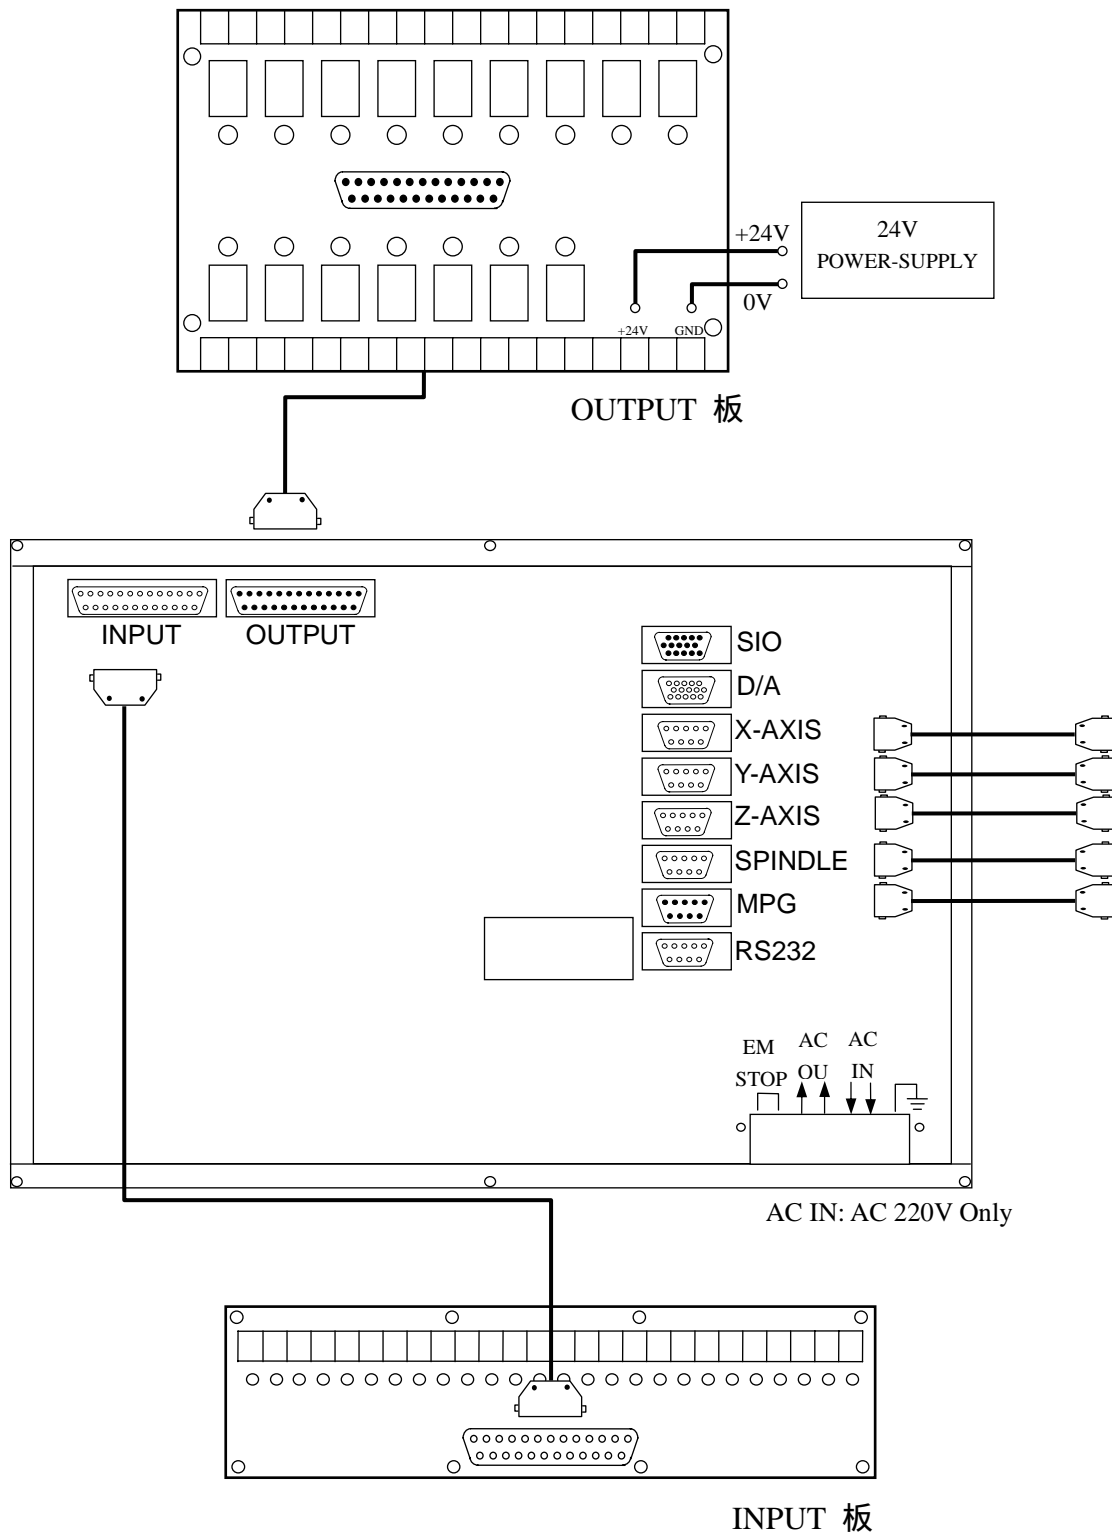 +24V
24V
POWER-SUPPLY
0V
+24V
GND
OUTPUT 板
INPUT
OUTPUT
SIO
D/A
X-AXIS
Y-AXIS
Z-AXIS
SPINDLE
MPG
RS232
EM
STOP
AC
OU
AC
IN
AC IN: AC 220V Only
INPUT 板